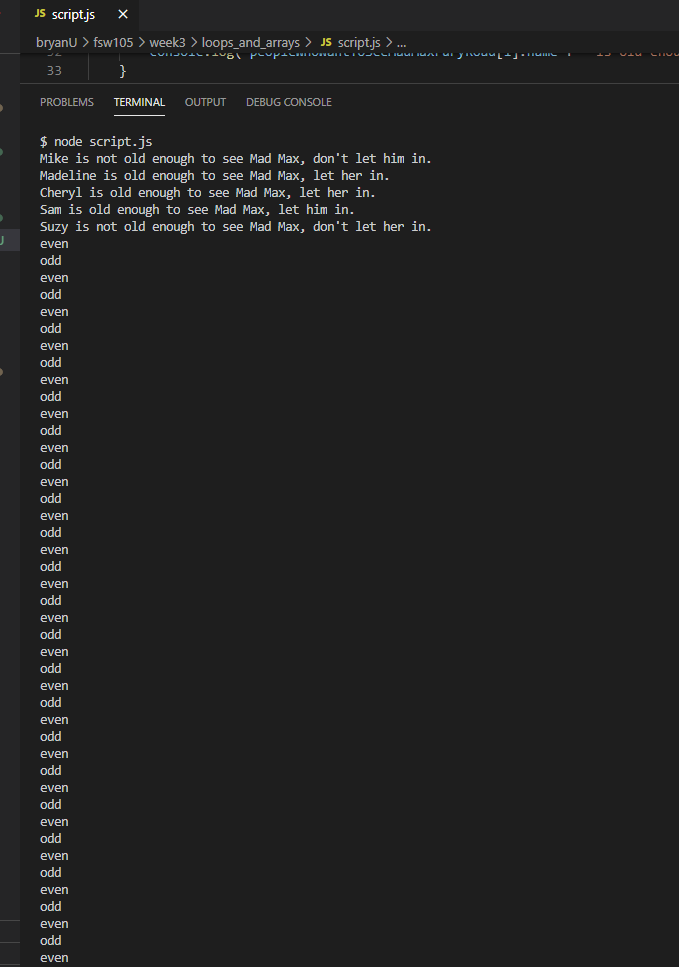 JS script.js ×
bryanU > fsw105 > week3 > loops_and_arrays > JS script.js > ...
33 }
PROBLEMS TERMINAL OUTPUT DEBUG CONSOLE
$ node script.js
Mike is not old enough to see Mad Max, don't let him in.
Madeline is old enough to see Mad Max, let her in.
Cheryl is old enough to see Mad Max, let her in.
Sam is old enough to see Mad Max, let him in.
Suzy is not old enough to see Mad Max, don't let her in.
even
odd
even
odd
even
odd
even
odd
even
odd
even
odd
even
odd
even
odd
even
odd
even
odd
even
odd
even
odd
even
odd
even
odd
even
odd
even
odd
even
odd
even
odd
even
odd
even
odd
even
odd
even